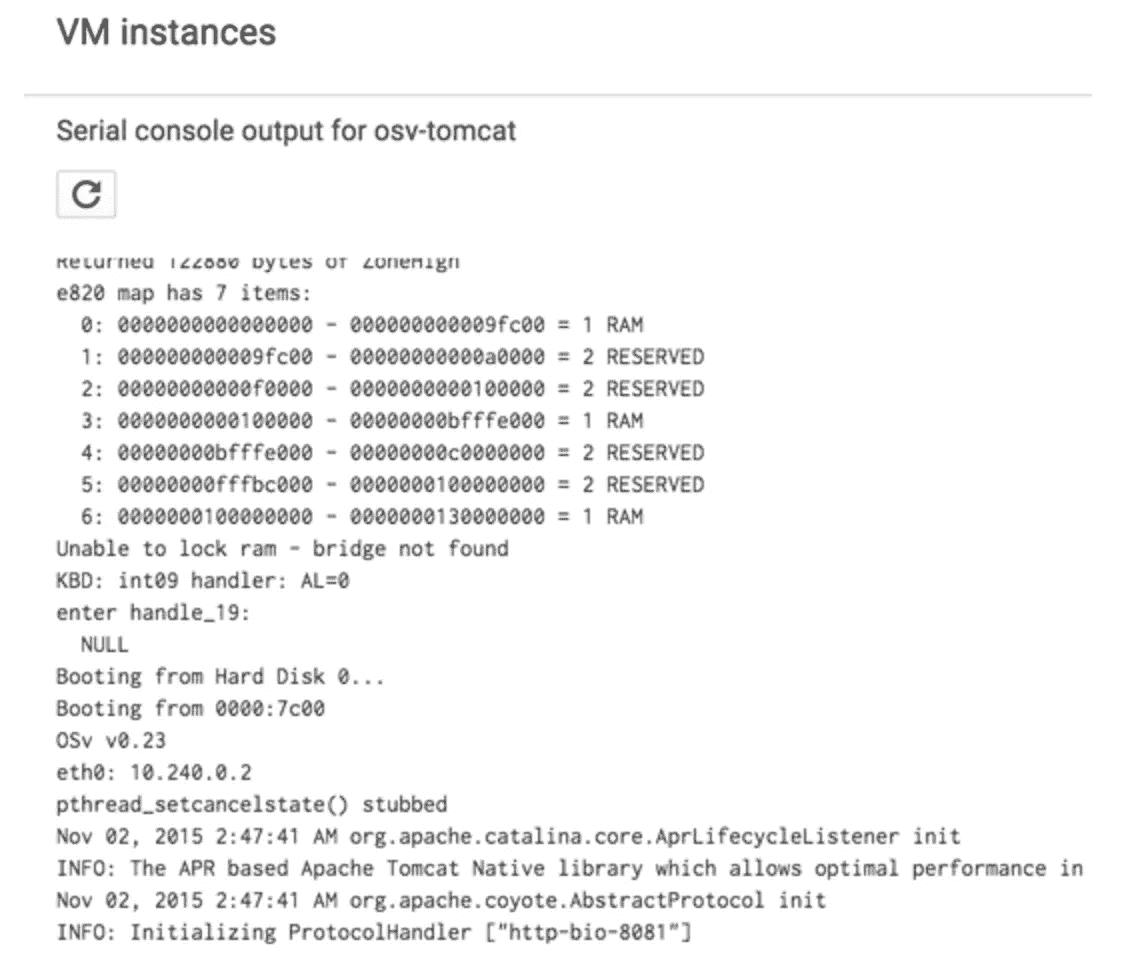 VM instances
Serial console output for osv-tomcat
Returned 122880 bytes of ZoneHigh
e820 map has 7 items:
0: 0000000000000000 - 000000000009fc00 = 1 RAM
1: 000000000009fc00 - 00000000000a0000 = 2 RESERVED
2: 00000000000f0000 - 0000000000100000 = 2 RESERVED
3: 0000000000100000 - 00000000bfffe000 = 1 RAM
4: 00000000bfffe000 - 00000000c0000000 = 2 RESERVED
5: 00000000fffbc000 - 0000000100000000 = 2 RESERVED
6: 0000000100000000 - 0000000130000000 = 1 RAM
Unable to lock ram - bridge not found
KBD: int09 handler: AL=0
enter handle_19:
NULL
Booting from Hard Disk 0...
Booting from 0000:7c00
OSv v0.23
eth0: 10.240.0.2
pthread_setcancelstate() stubbed
Nov 02, 2015 2:47:41 AM org.apache.catalina.core.AprLifecycleListener init
INFO: The APR based Apache Tomcat Native library which allows optimal performance in
Nov 02, 2015 2:47:41 AM org.apache.coyote.AbstractProtocol init
INFO: Initializing ProtocolHandler ["http-bio-8081"]